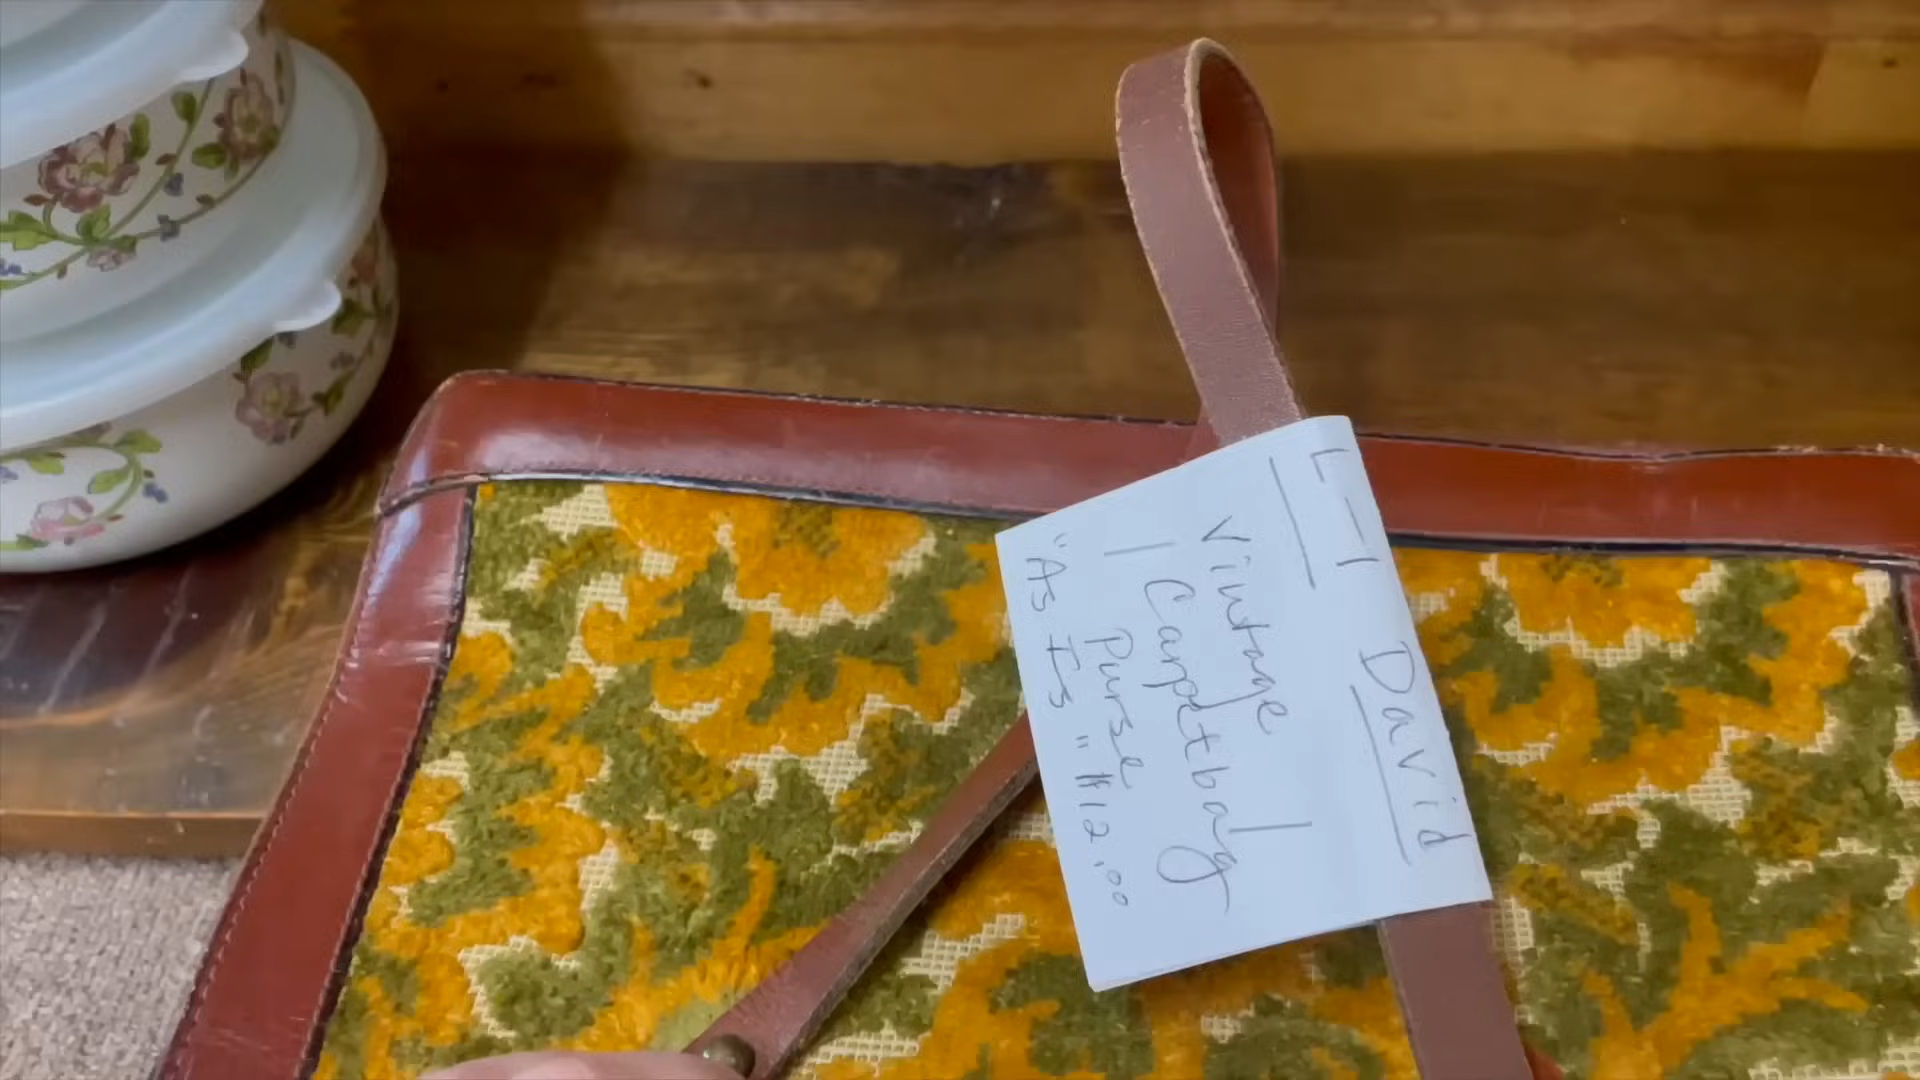 L-1 David
Vintage
Carpetbag
Purse
"As Is" $12.00